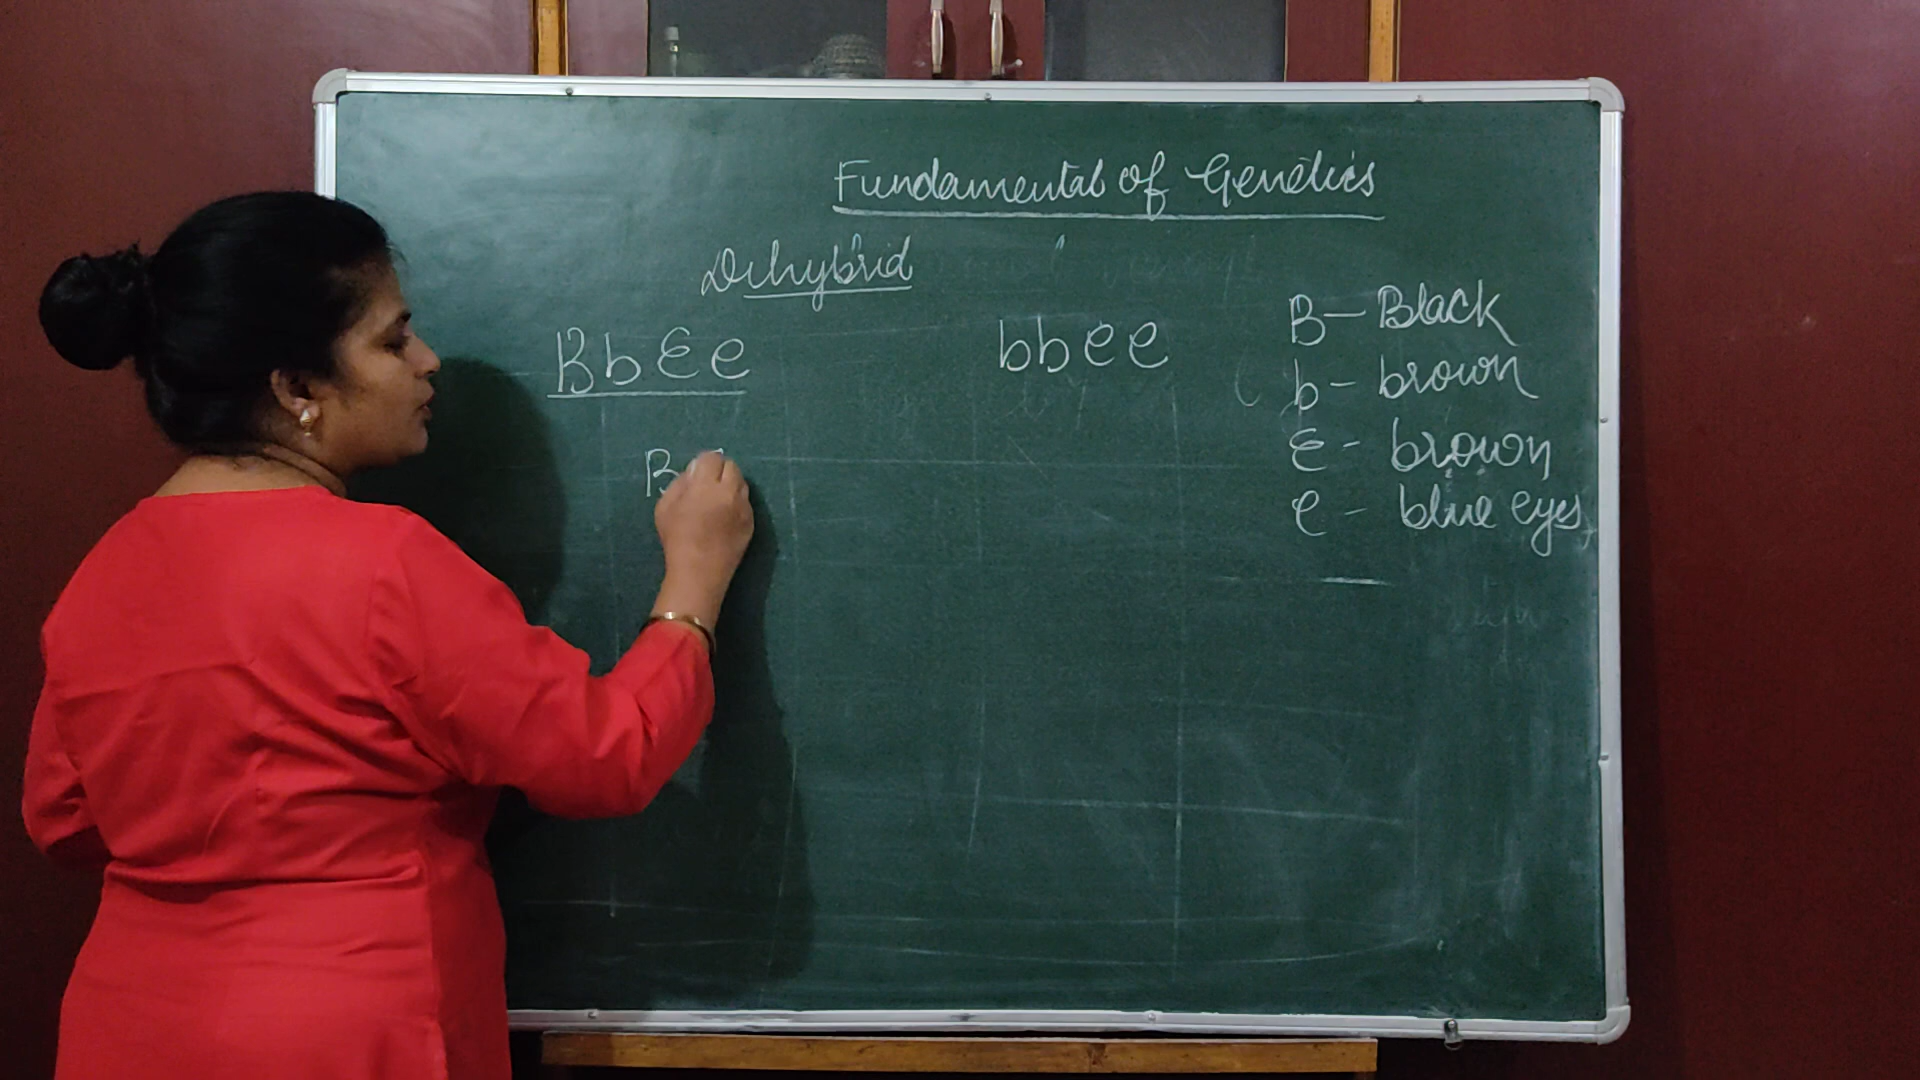 Fundamental of Genetics
Dihybrid
BbEe
bbee
B - Black
b - brown
E - brown
e - blue eyes
B